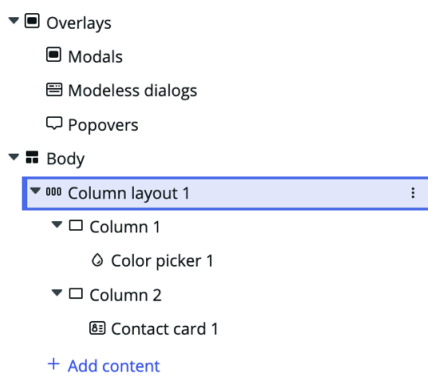 Overlays
Modals
Modeless dialogs
Popovers
Body
Column layout 1
Column 1
Color picker 1
Column 2
Contact card 1
+ Add content